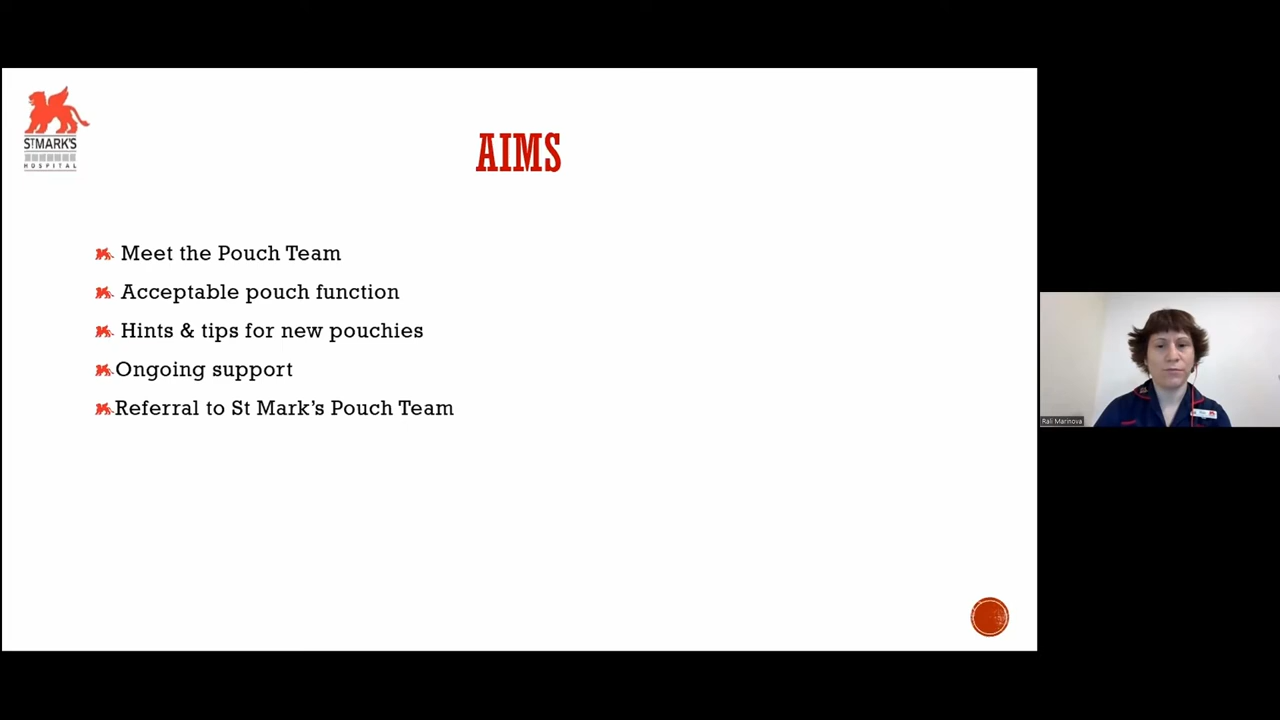 ST MARK'S
HOSPITAL
AIMS
Meet the Pouch Team
Acceptable pouch function
Hints & tips for new pouchies
Ongoing support
Referral to St Mark’s Pouch Team
Rali Marinova